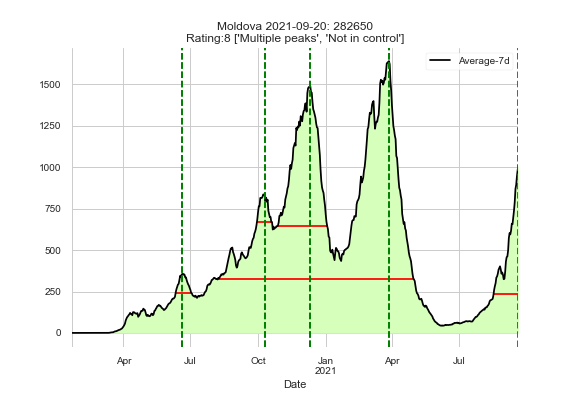 Moldova 2021-09-20: 282650
Rating:8 ['Multiple peaks', 'Not in control']
Average-7d
1500
1250
1000
750
500
250
0
Apr
Jul
Oct
Jan
2021
Apr
Jul
Date